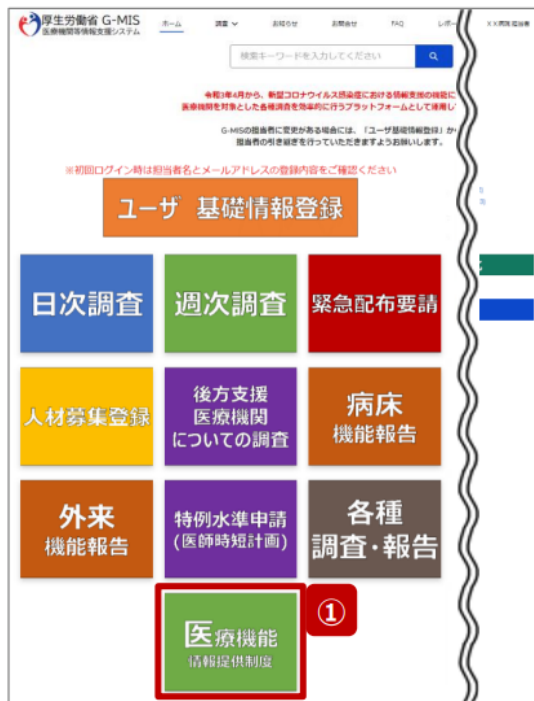 厚生労働省 G-MIS
医療機関等情報支援システム
ホーム 調査 お知らせ お問合せ FAQ レポー ××病院 担当者
検索キーワードを入力してください
令和3年4月から、新型コロナウイルス感染症における情報支援の機能に
医療機関を対象とした各種調査を効率的に行うプラットフォームとして運用し
G-MISの担当者に変更がある場合には、「ユーザ基礎情報登録」か
担当者の引き継ぎを行っていただきますようお願いします。
※初回ログイン時は担当者名とメールアドレスの登録内容をご確認ください
ユーザ 基礎情報登録
日次調査
週次調査
緊急配布要請
人材募集登録
後方支援
医療機関
についての調査
病床
機能報告
外来
機能報告
特例水準申請
(医師時短計画)
各種
調査・報告
①
医療機能
情報提供制度